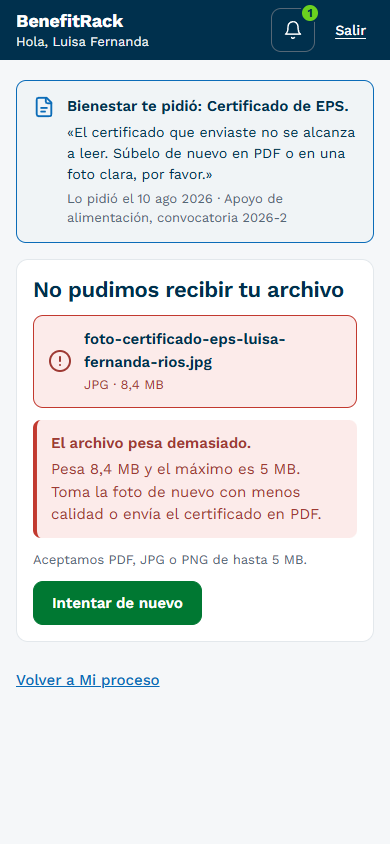 BenefitRack
Hola, Luisa Fernanda
1
Salir
Bienestar te pidió: Certificado de EPS.
«El certificado que enviaste no se alcanza
a leer. Súbelo de nuevo en PDF o en una
foto clara, por favor.»
Lo pidió el 10 ago 2026 · Apoyo de
alimentación, convocatoria 2026-2
No pudimos recibir tu archivo
foto-certificado-eps-luisa-
fernanda-rios.jpg
JPG · 8,4 MB
El archivo pesa demasiado.
Pesa 8,4 MB y el máximo es 5 MB.
Toma la foto de nuevo con menos
calidad o envía el certificado en PDF.
Aceptamos PDF, JPG o PNG de hasta 5 MB.
Intentar de nuevo
Volver a Mi proceso